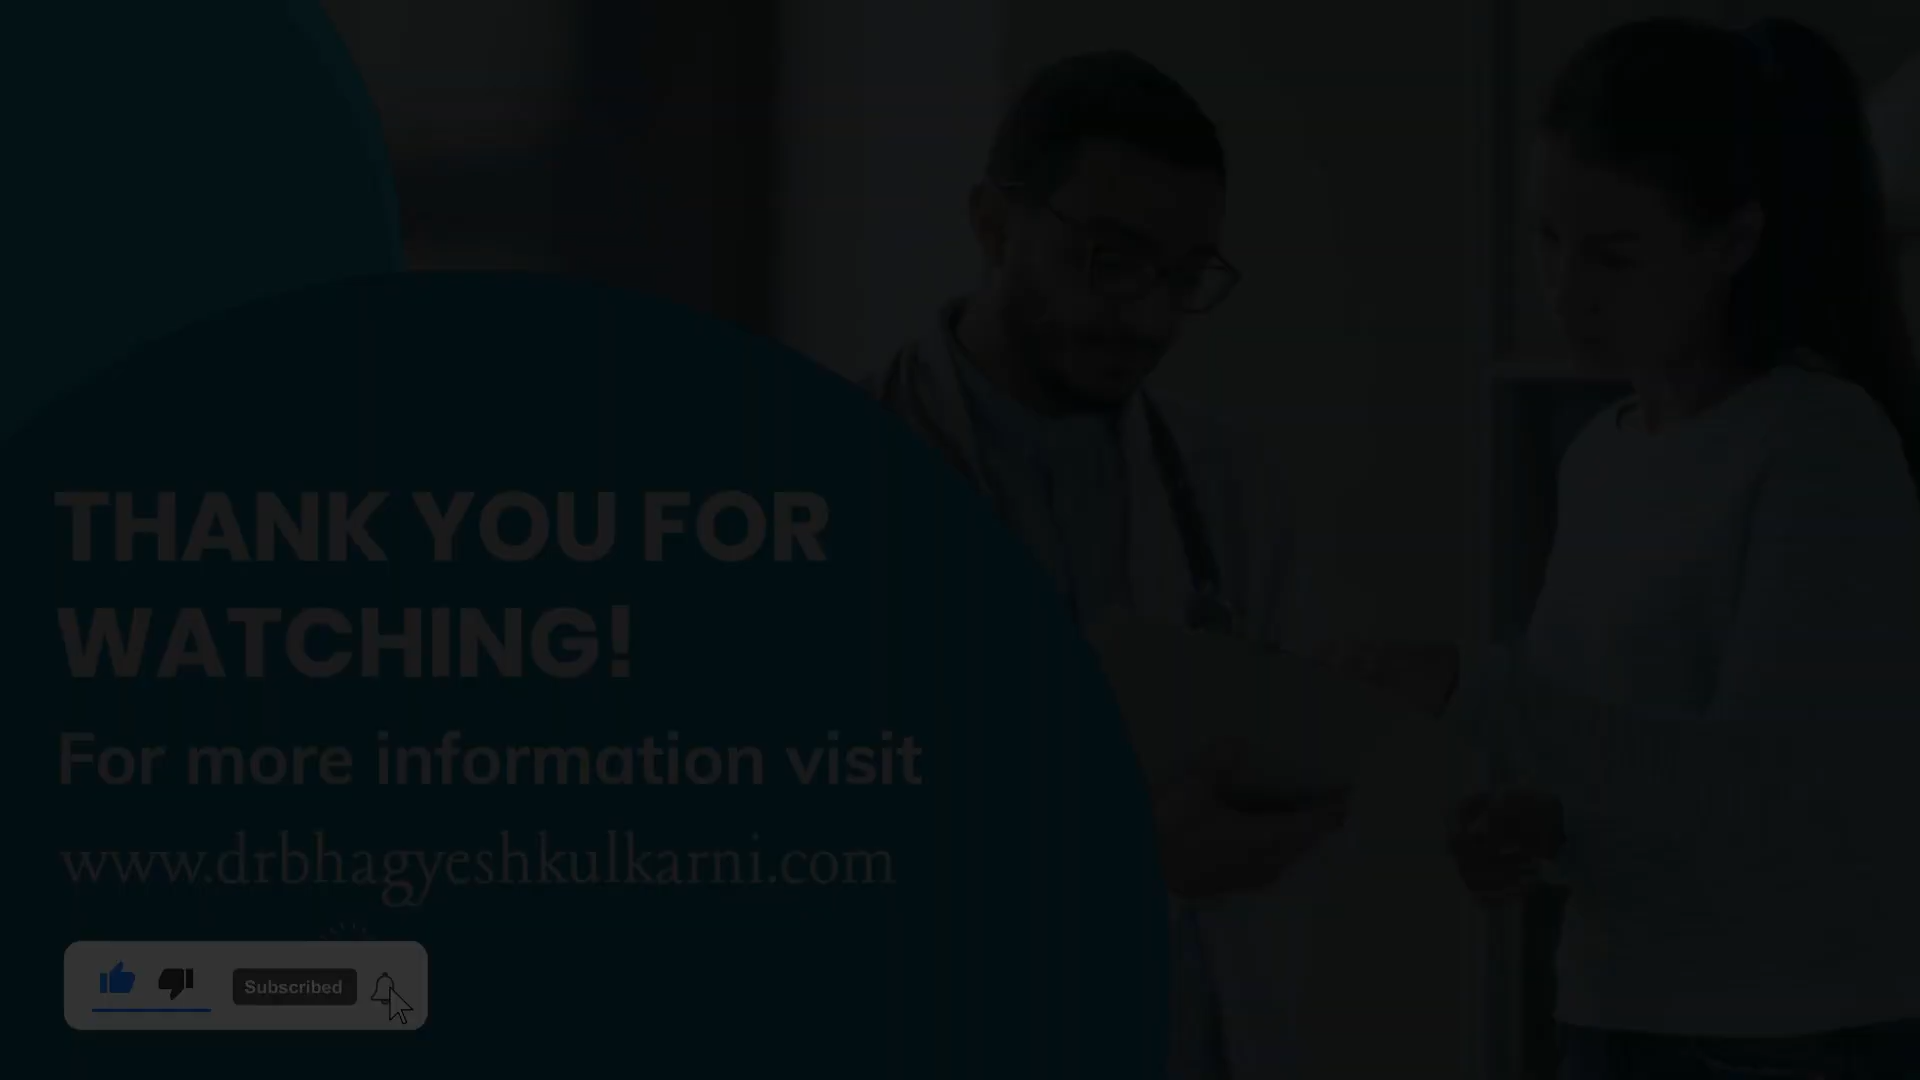 THANK YOU FOR
WATCHING!
For more information visit
www.drbhagyeshkulkarni.com
Subscribed